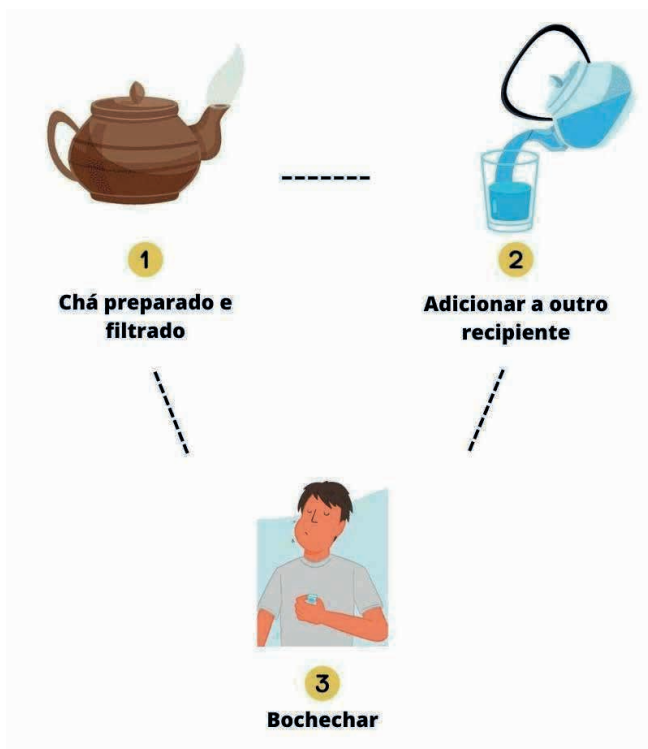 1
Chá preparado e
filtrado
2
Adicionar a outro
recipiente
3
Bochechar